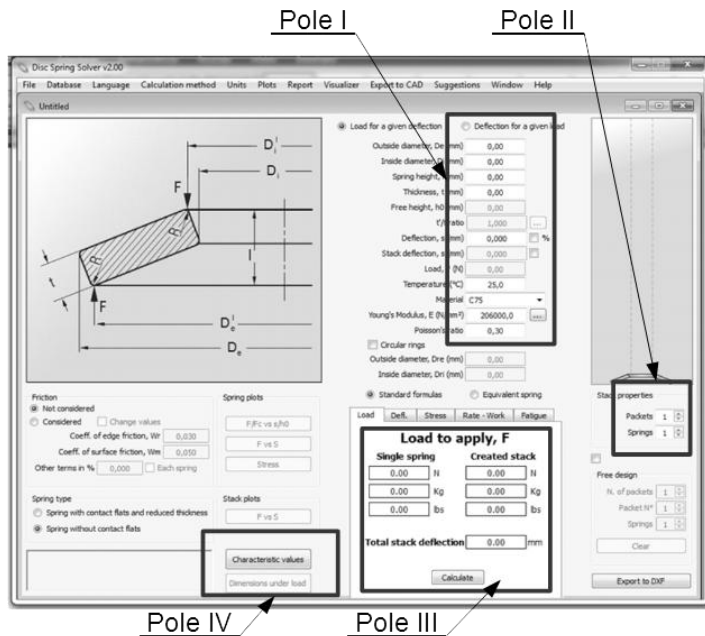 Pole I
Pole II
Disc Spring Solver v2.00
File Database Language Calculation method Units Plots Report Visualizer Export to CAD Suggestions Window Help
Untitled
Load for a given deflection
Deflection for a given load
Outside diameter, De (mm) 0,00
Inside diameter, Di (mm) 0,00
Spring height, l (mm) 0,00
Thickness, t (mm) 0,00
Free height, h0 (mm) 0,00
t'/t ratio 1,000 ...
Deflection, s (mm) 0,000 %
Stack deflection, s (mm) 0,000
Load, F (N) 0,00
Temperature (°C) 25,0
Material C75
Young's Modulus, E (N/mm²) 206000,0 ...
Poisson's ratio 0,30
Circular rings
Outside diameter, Dre (mm) 0,00
Inside diameter, Dri (mm) 0,00
Standard formulas
Equivalent spring
D'i
Di
F
R
R
l
t
F
D'e
De
Friction
Not considered
Considered Change values
Coeff. of edge friction, Wr 0,030
Coeff. of surface friction, Wm 0,050
Other terms in % 0,000 Each spring
Spring type
Spring with contact flats and reduced thickness
Spring without contact flats
Spring plots
F/Fc vs s/h0
F vs S
Stress
Stack plots
F vs S
Characteristic values
Dimensions under load
Load Defl. Stress Rate - Work Fatigue
Load to apply, F
Single spring Created stack
0.00 N 0.00 N
0.00 Kg 0.00 Kg
0.00 lbs 0.00 lbs
Total stack deflection 0.00 mm
Calculate
Stack properties
Packets 1
Springs 1
Free design
N. of packets 1
Packet N° 1
Springs 1
Clear
Export to DXF
Pole IV
Pole III